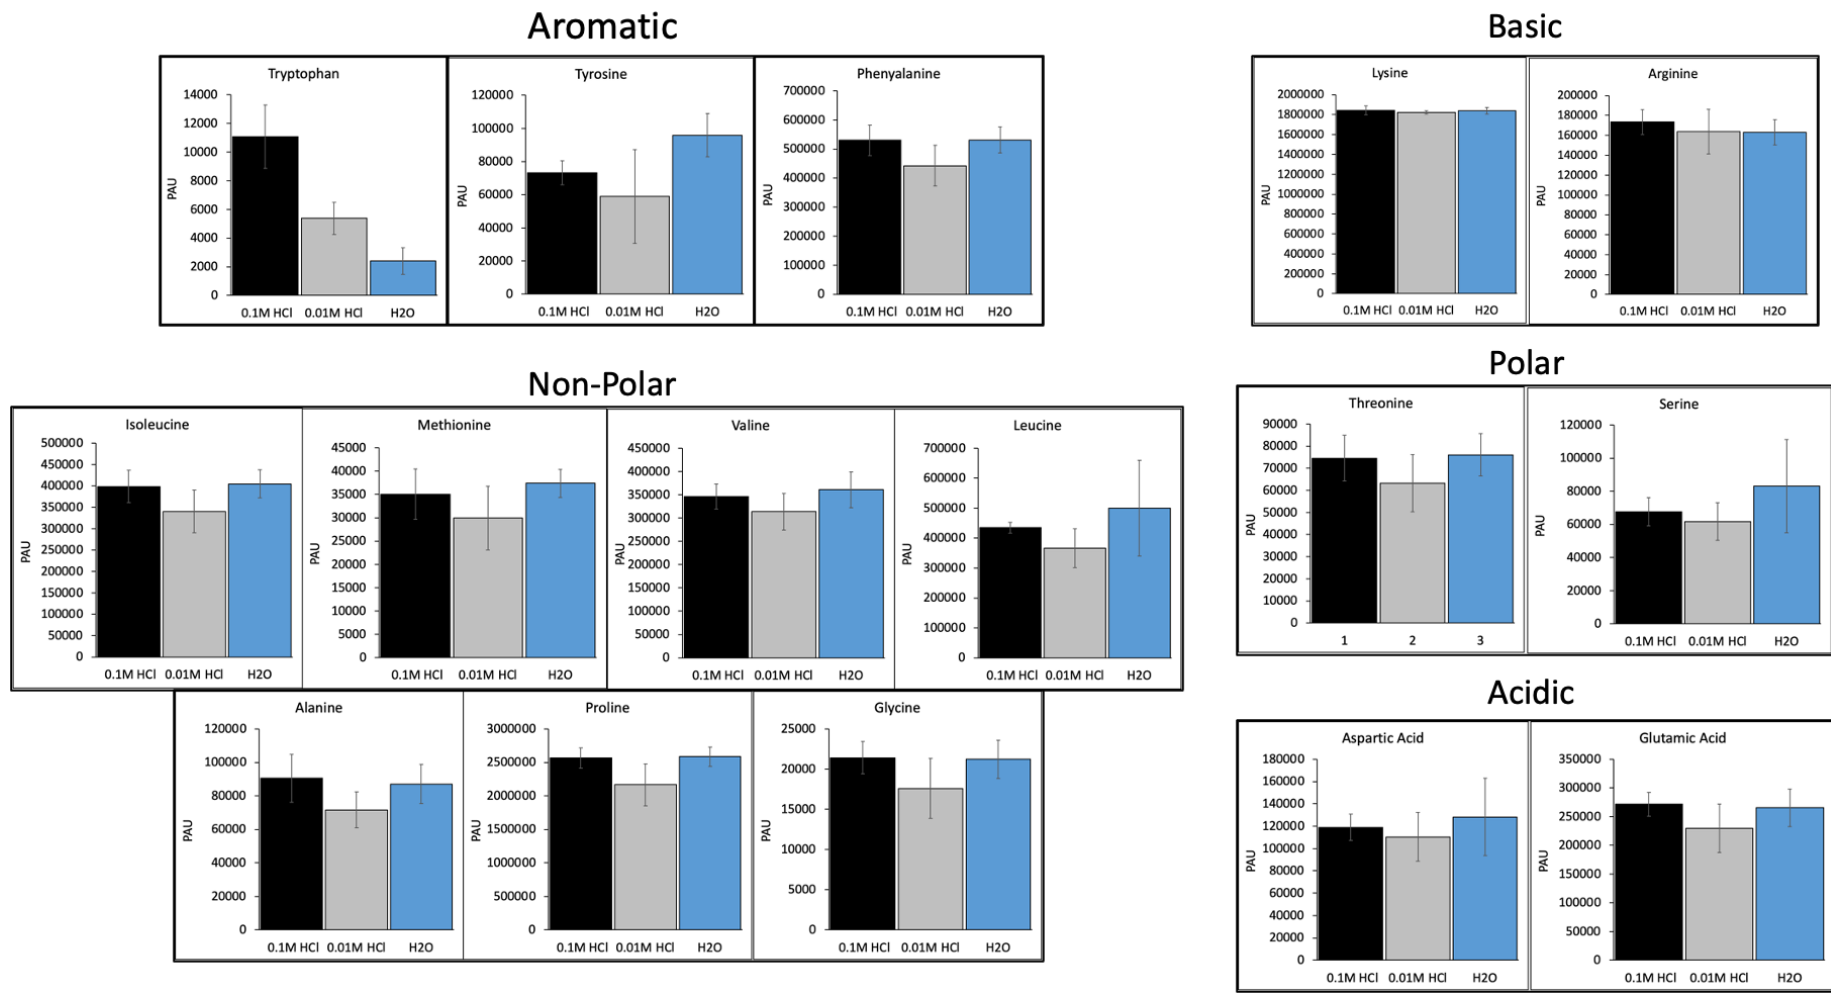 Aromatic
Tryptophan
14000
12000
10000
8000
6000
4000
2000
0
PAU
0.1M HCl 0.01M HCl H2O
Tyrosine
120000
100000
80000
60000
40000
20000
0
PAU
0.1M HCl 0.01M HCl H2O
Phenyalanine
700000
600000
500000
400000
300000
200000
100000
0
PAU
0.1M HCl 0.01M HCl H2O
Basic
Lysine
2000000
1800000
1600000
1400000
1200000
1000000
800000
600000
400000
200000
0
PAU
0.1M HCl 0.01M HCl H2O
Arginine
200000
180000
160000
140000
120000
100000
80000
60000
40000
20000
0
PAU
0.1M HCl 0.01M HCl H2O
Non-Polar
Isoleucine
500000
450000
400000
350000
300000
250000
200000
150000
100000
50000
0
PAU
0.1M HCl 0.01M HCl H2O
Methionine
45000
40000
35000
30000
25000
20000
15000
10000
5000
0
PAU
0.1M HCl 0.01M HCl H2O
Valine
450000
400000
350000
300000
250000
200000
150000
100000
50000
0
PAU
0.1M HCl 0.01M HCl H2O
Leucine
700000
600000
500000
400000
300000
200000
100000
0
PAU
0.1M HCl 0.01M HCl H2O
Alanine
120000
100000
80000
60000
40000
20000
0
PAU
0.1M HCl 0.01M HCl H2O
Proline
3000000
2500000
2000000
1500000
1000000
500000
0
PAU
0.1M HCl 0.01M HCl H2O
Glycine
25000
20000
15000
10000
5000
0
PAU
0.1M HCl 0.01M HCl H2O
Polar
Threonine
90000
80000
70000
60000
50000
40000
30000
20000
10000
0
PAU
1 2 3
Serine
120000
100000
80000
60000
40000
20000
0
PAU
0.1M HCl 0.01M HCl H2O
Acidic
Aspartic Acid
180000
160000
140000
120000
100000
80000
60000
40000
20000
0
PAU
0.1M HCl 0.01M HCl H2O
Glutamic Acid
350000
300000
250000
200000
150000
100000
50000
0
PAU
0.1M HCl 0.01M HCl H2O